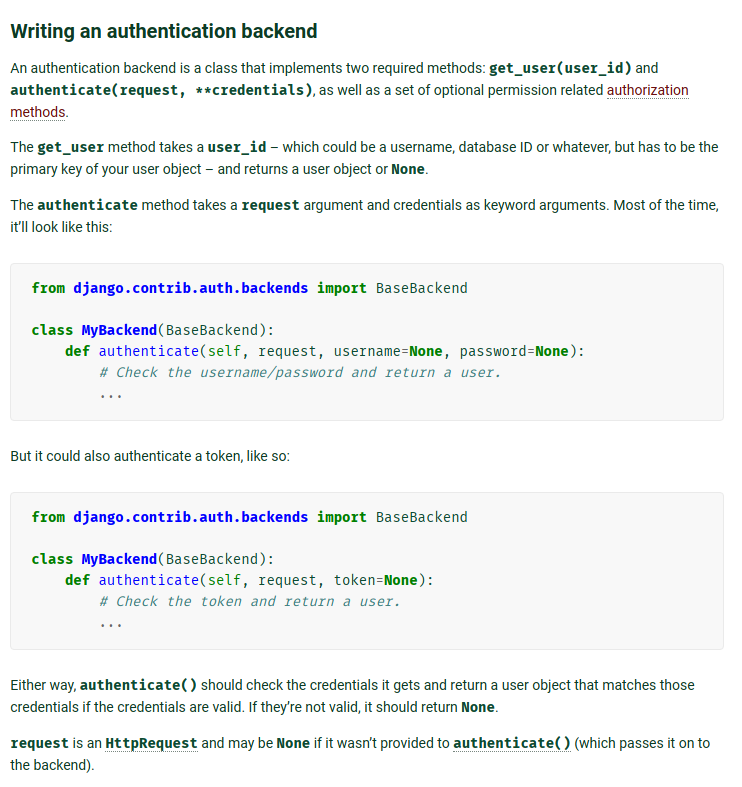 Writing an authentication backend
An authentication backend is a class that implements two required methods: get_user(user_id) and
authenticate(request, **credentials), as well as a set of optional permission related authorization
methods.
The get_user method takes a user_id – which could be a username, database ID or whatever, but has to be the
primary key of your user object – and returns a user object or None.
The authenticate method takes a request argument and credentials as keyword arguments. Most of the time,
it’ll look like this:
from django.contrib.auth.backends import BaseBackend
class MyBackend(BaseBackend):
    def authenticate(self, request, username=None, password=None):
        # Check the username/password and return a user.
        ...
But it could also authenticate a token, like so:
from django.contrib.auth.backends import BaseBackend
class MyBackend(BaseBackend):
    def authenticate(self, request, token=None):
        # Check the token and return a user.
        ...
Either way, authenticate() should check the credentials it gets and return a user object that matches those
credentials if the credentials are valid. If they’re not valid, it should return None.
request is an HttpRequest and may be None if it wasn’t provided to authenticate() (which passes it on to
the backend).